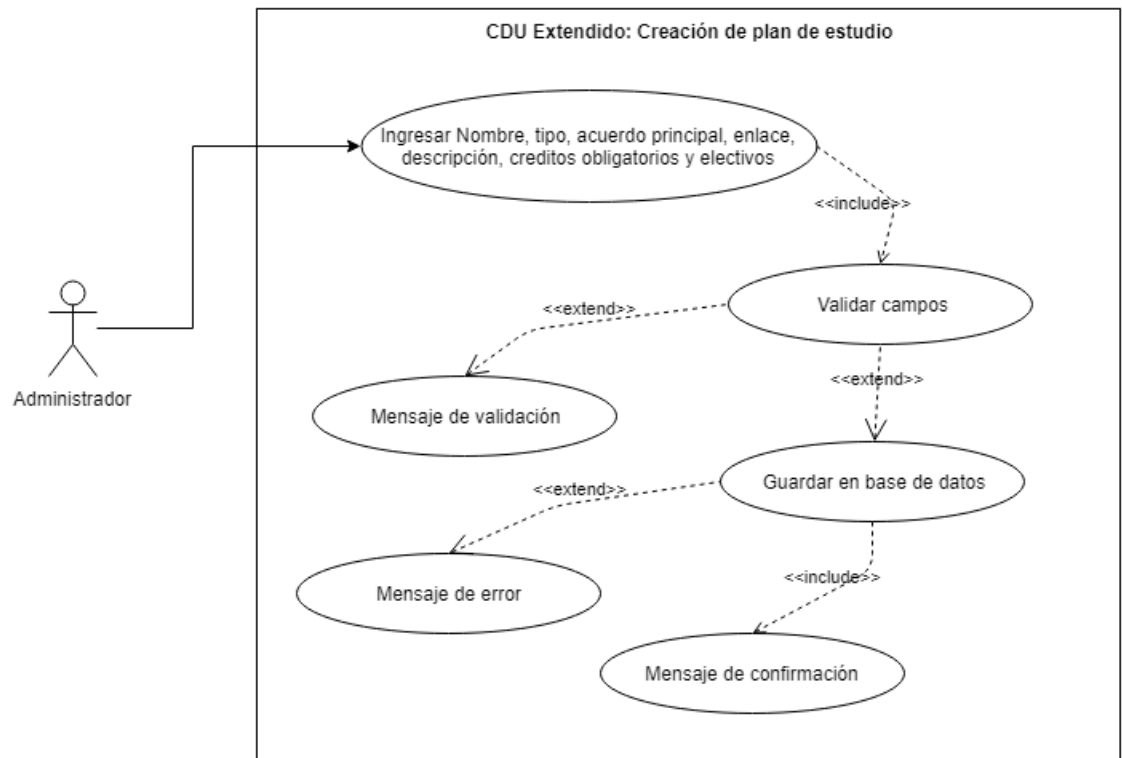 CDU Extendido: Creación de plan de estudio
Ingresar Nombre, tipo, acuerdo principal, enlace,
descripción, creditos obligatorios y electivos
<<include>>
Validar campos
<<extend>>
<<extend>>
Administrador
Mensaje de validación
Guardar en base de datos
<<extend>>
<<include>>
Mensaje de error
Mensaje de confirmación